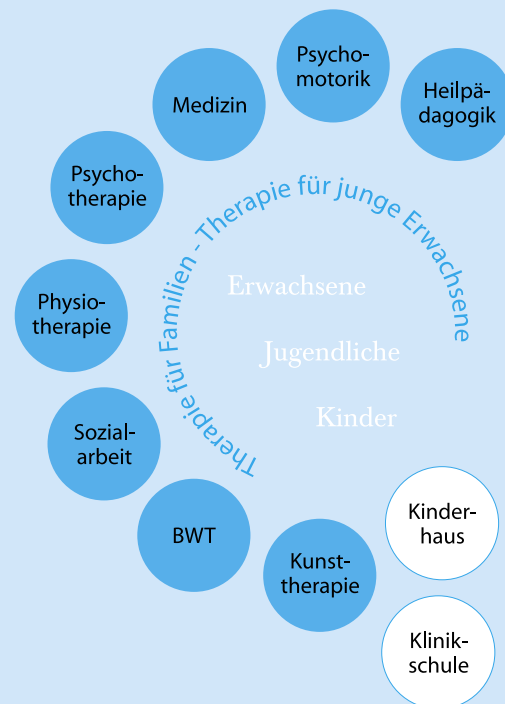 Psycho-
motorik
Medizin
Heilpä-
dagogik
Psycho-
therapie
Therapie für Familien - Therapie für junge Erwachsene
Erwachsene
Physio-
therapie
Jugendliche
Kinder
Sozial-
arbeit
BWT
Kunst-
therapie
Kinder-
haus
Klinik-
schule